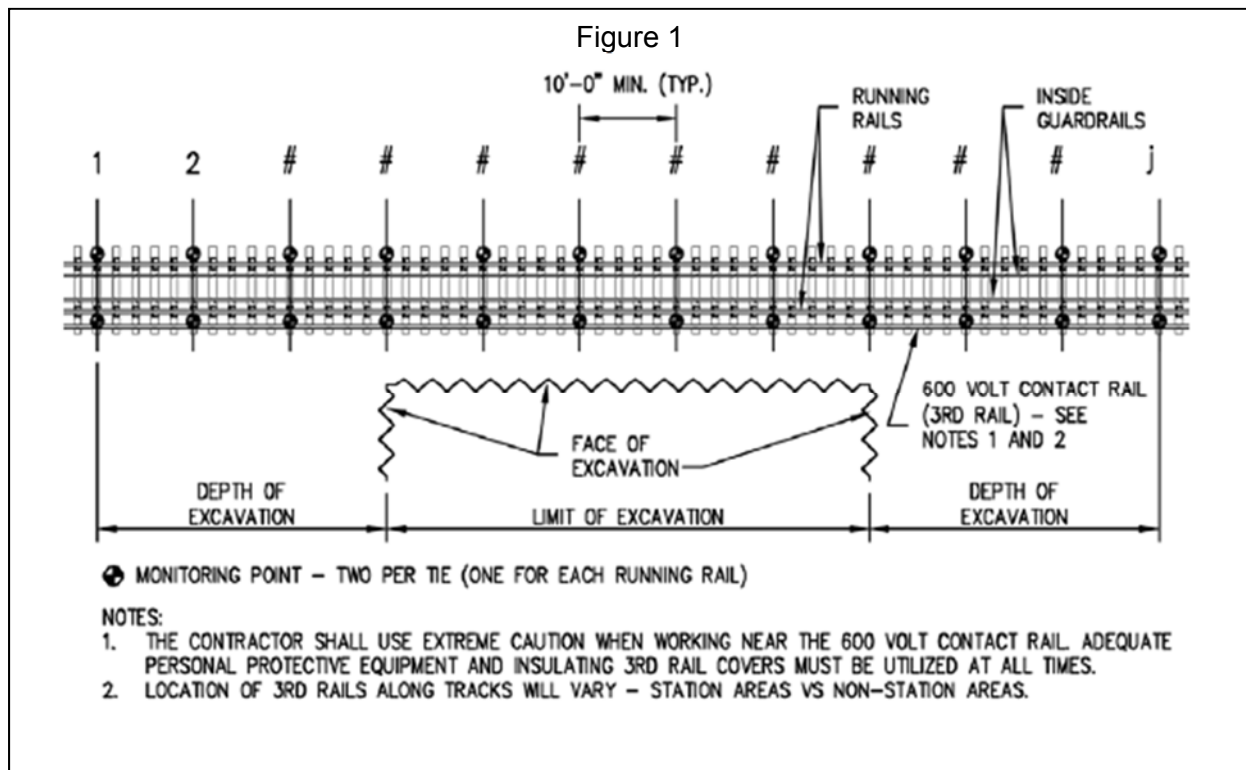 Figure 1
10'-0" MIN. (TYP.)
RUNNING
RAILS
INSIDE
GUARDRAILS
1 2 # # # # # # # # # j
600 VOLT CONTACT RAIL
(3RD RAIL) – SEE
NOTES 1 AND 2
FACE OF
EXCAVATION
DEPTH OF
EXCAVATION
LIMIT OF EXCAVATION
DEPTH OF
EXCAVATION
MONITORING POINT – TWO PER TIE (ONE FOR EACH RUNNING RAIL)
NOTES:
1. THE CONTRACTOR SHALL USE EXTREME CAUTION WHEN WORKING NEAR THE 600 VOLT CONTACT RAIL. ADEQUATE
PERSONAL PROTECTIVE EQUIPMENT AND INSULATING 3RD RAIL COVERS MUST BE UTILIZED AT ALL TIMES.
2. LOCATION OF 3RD RAILS ALONG TRACKS WILL VARY – STATION AREAS VS NON-STATION AREAS.